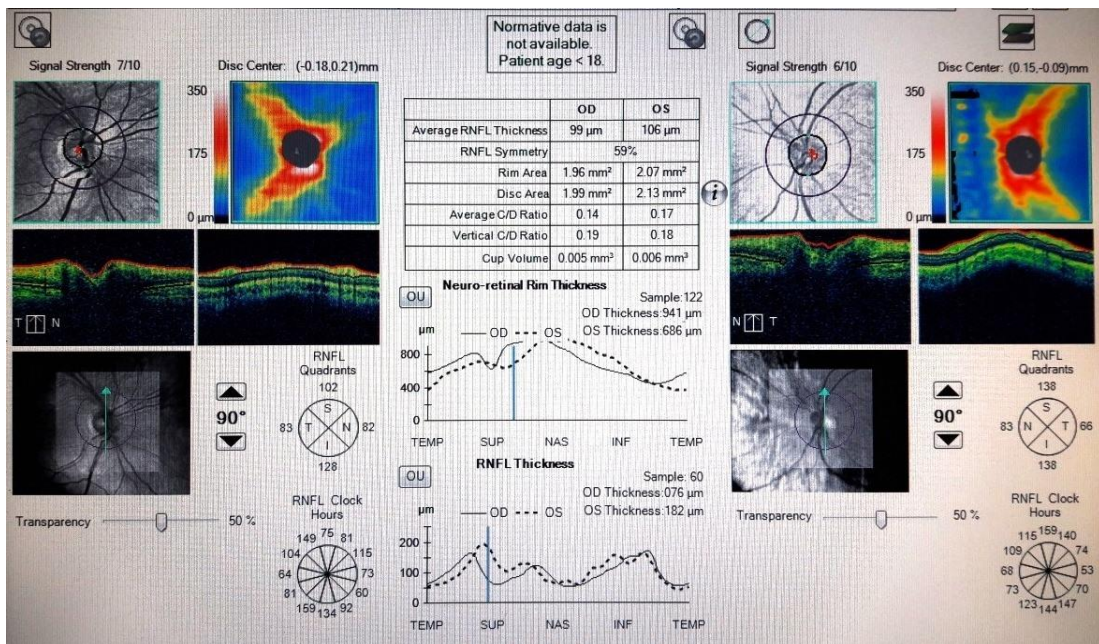 Normative data is
not available.
Patient age < 18.
Signal Strength 7/10
Disc Center: (-0.18,0.21)mm
350
175
0 µm
OD OS
Average RNFL Thickness 99 µm 106 µm
RNFL Symmetry 59%
Rim Area 1.96 mm² 2.07 mm²
Disc Area 1.99 mm² 2.13 mm²
Average C/D Ratio 0.14 0.17
Vertical C/D Ratio 0.19 0.18
Cup Volume 0.005 mm³ 0.006 mm³
i
Signal Strength 6/10
Disc Center: (0.15,-0.09)mm
350
175
0 µm
T N
N T
Neuro-retinal Rim Thickness
OU
Sample:122
OD Thickness:941 µm
OS Thickness:686 µm
µm
OD OS
800
400
0
TEMP SUP NAS INF TEMP
RNFL Thickness
OU
Sample: 60
OD Thickness:076 µm
OS Thickness:182 µm
µm
OD OS
200
100
0
TEMP SUP NAS INF TEMP
90°
RNFL
Quadrants
102
S
83 T N 82
I
128
Transparency 50 %
RNFL Clock
Hours
149 75 81
104 115
64 73
81 60
159 134 92
90°
RNFL
Quadrants
138
S
83 N T 66
I
138
Transparency 50 %
RNFL Clock
Hours
115 159 140
109 74
68 53
73 70
123 144 147